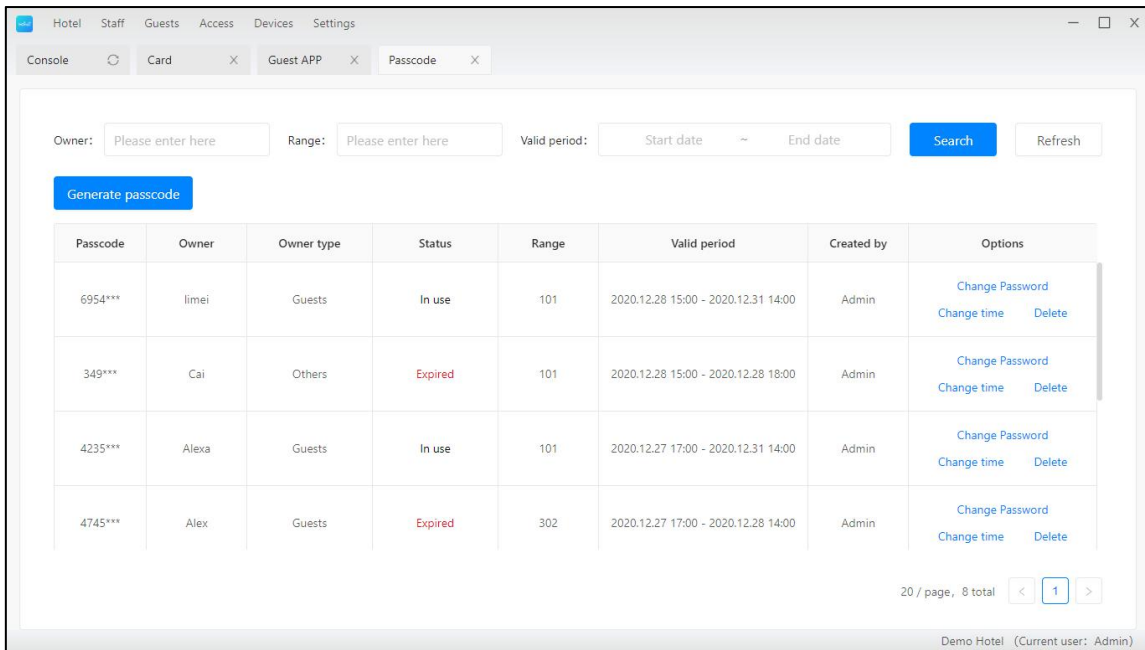 Hotel Staff Guests Access Devices Settings
Console Card Guest APP Passcode
Owner: Please enter here Range: Please enter here Valid period: Start date ~ End date Search Refresh
Generate passcode
Passcode Owner Owner type Status Range Valid period Created by Options
6954*** limei Guests In use 101 2020.12.28 15:00 - 2020.12.31 14:00 Admin Change Password
Change time Delete
349*** Cai Others Expired 101 2020.12.28 15:00 - 2020.12.28 18:00 Admin Change Password
Change time Delete
4235*** Alexa Guests In use 101 2020.12.27 17:00 - 2020.12.31 14:00 Admin Change Password
Change time Delete
4745*** Alex Guests Expired 302 2020.12.27 17:00 - 2020.12.28 14:00 Admin Change Password
Change time Delete
20 / page, 8 total < 1 >
Demo Hotel (Current user: Admin)